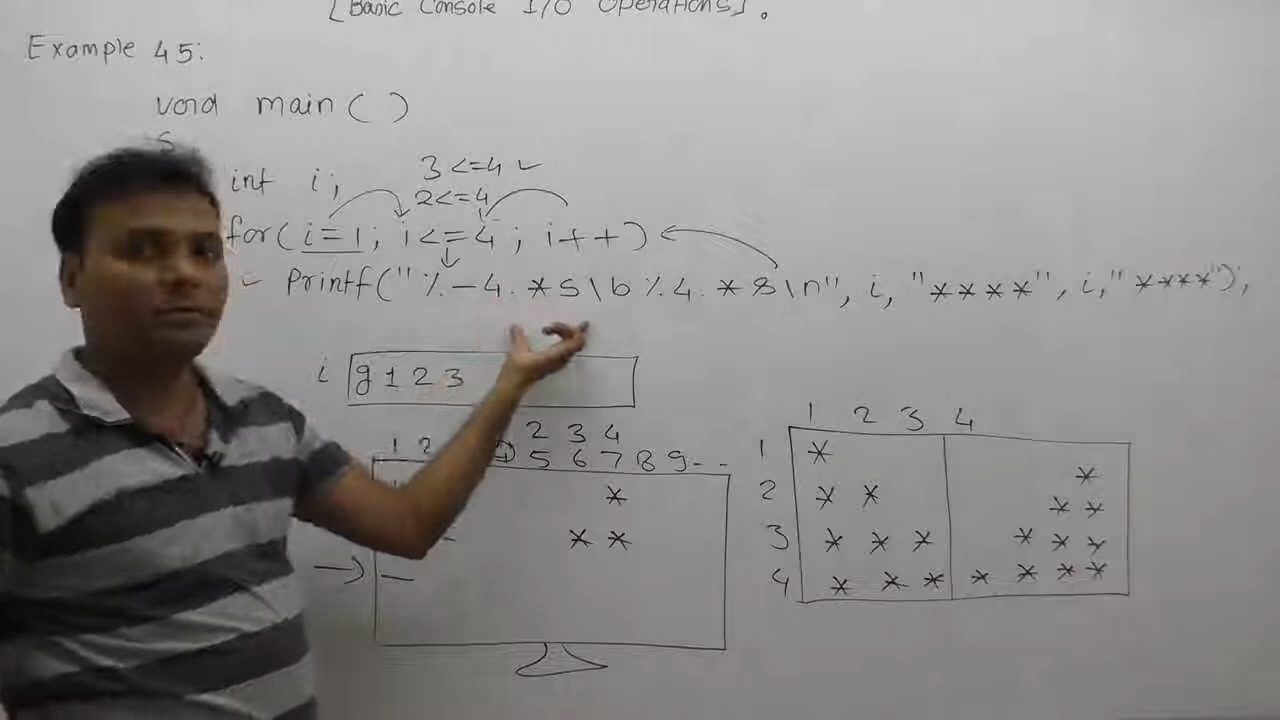 [Basic Console I/O Operations].
Example 45:
void main( )
int i;
3 <=4 ✓
2<=4
for( i=1; i<=4; i++)
✓ Printf("%-4.*s\b%4.*s\n", i, "****", i, "****");
i g 1 2 3
2 3 4
1 2 4 5 6 7 8 9 - -
*
* *
1 2 3 4
1 * *
2 * * * *
3 * * * * * *
4 * * * * * * *